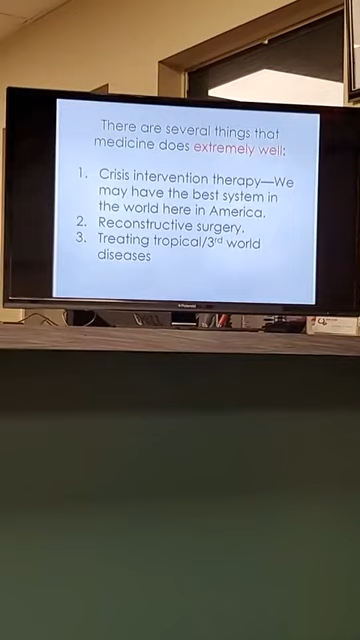 There are several things that
medicine does extremely well:
1. Crisis intervention therapy—We
may have the best system in
the world here in America.
2. Reconstructive surgery.
3. Treating tropical/3rd world
diseases
Polaroid